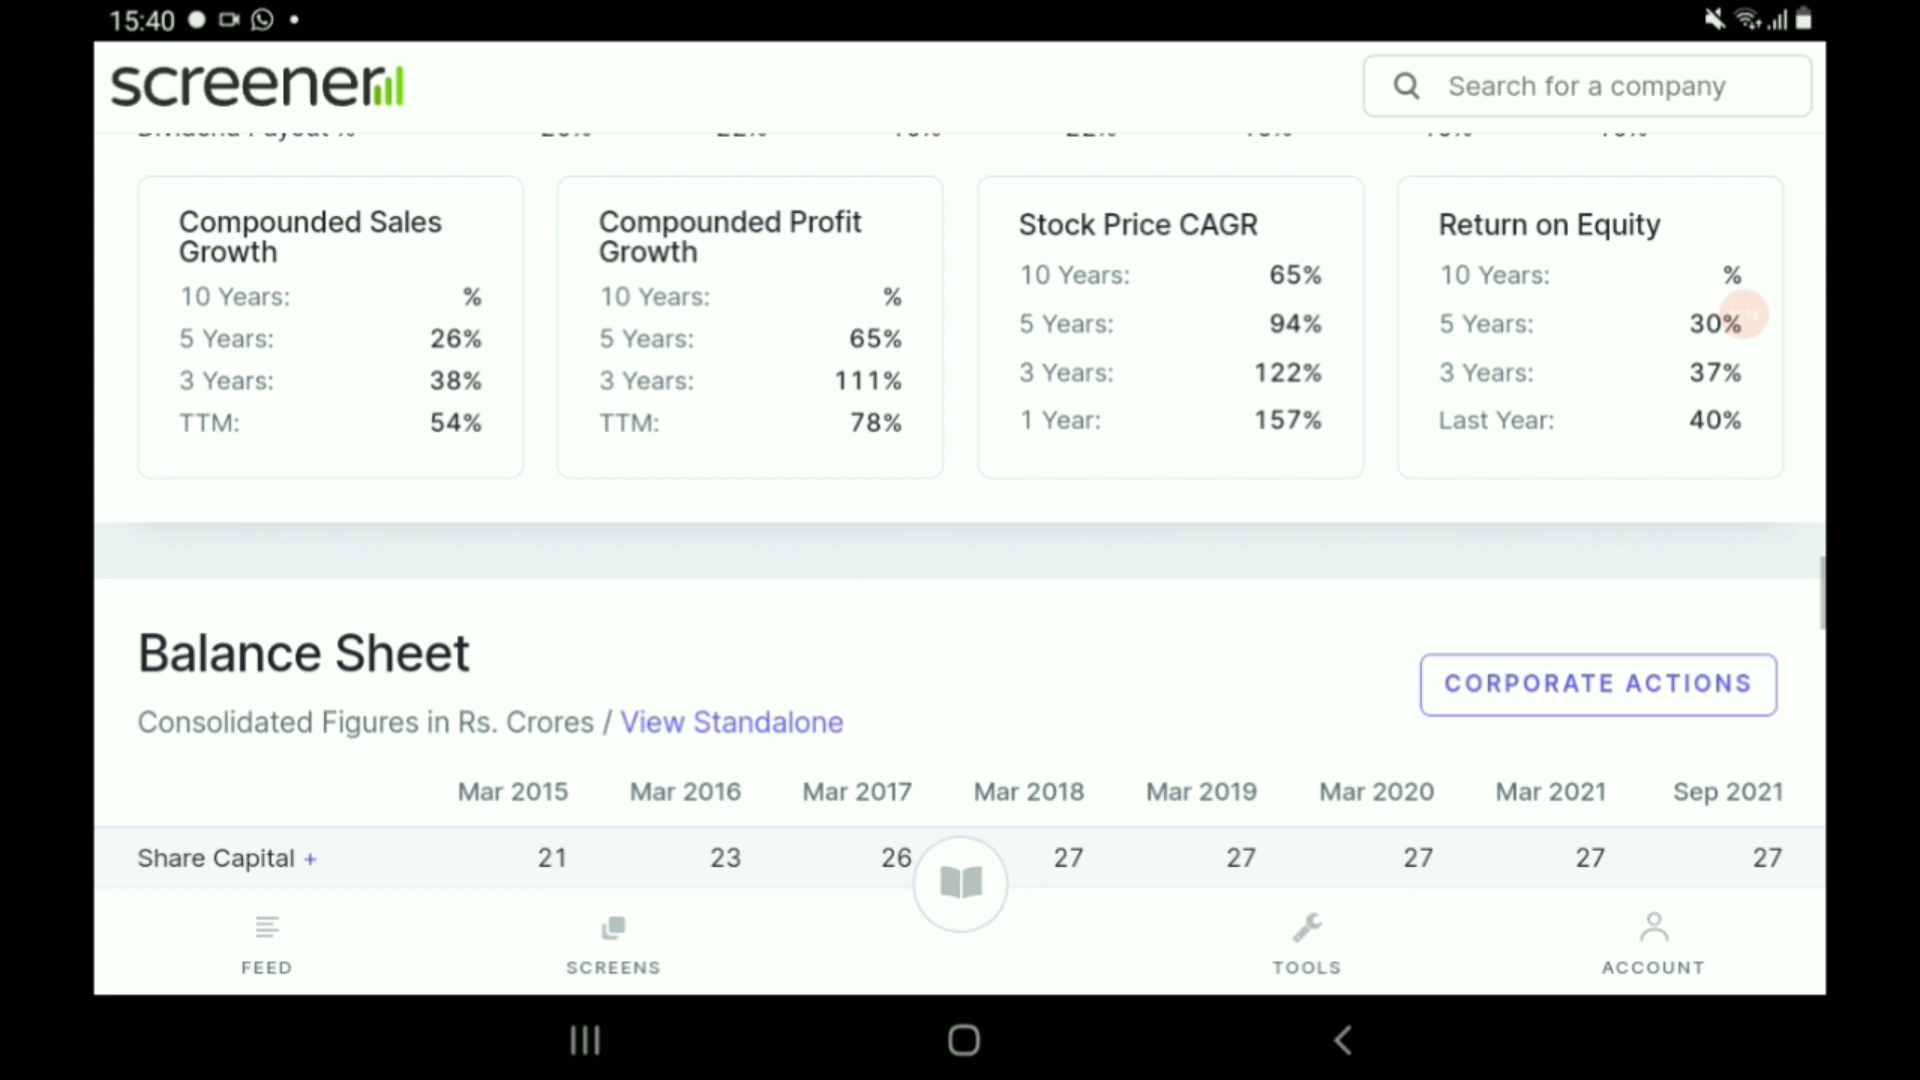 15:40
screener
Search for a company
Compounded Sales Growth
10 Years: %
5 Years: 26%
3 Years: 38%
TTM: 54%
Compounded Profit Growth
10 Years: %
5 Years: 65%
3 Years: 111%
TTM: 78%
Stock Price CAGR
10 Years: 65%
5 Years: 94%
3 Years: 122%
1 Year: 157%
Return on Equity
10 Years: %
5 Years: 30%
3 Years: 37%
Last Year: 40%
Balance Sheet
CORPORATE ACTIONS
Consolidated Figures in Rs. Crores / View Standalone
Mar 2015 Mar 2016 Mar 2017 Mar 2018 Mar 2019 Mar 2020 Mar 2021 Sep 2021
Share Capital + 21 23 26 27 27 27 27 27
FEED SCREENS TOOLS ACCOUNT